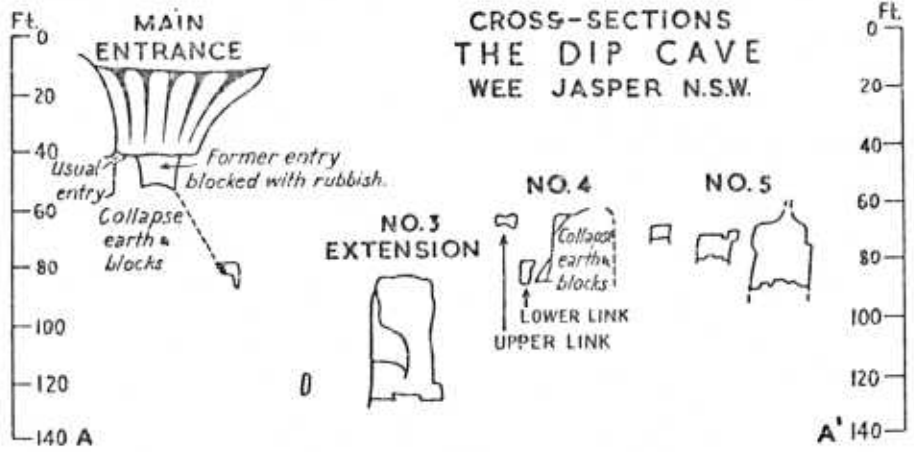 Ft.
0
20
40
60
80
100
120
140
A
MAIN
ENTRANCE
Usual
entry
Former entry
blocked with rubbish.
Collapse
earth &
blocks
CROSS-SECTIONS
THE DIP CAVE
WEE JASPER N.S.W.
NO.3
EXTENSION
NO.4
Collapse
earth &
blocks
LOWER LINK
UPPER LINK
NO.5
Ft.
0
20
40
60
80
100
120
140
A'